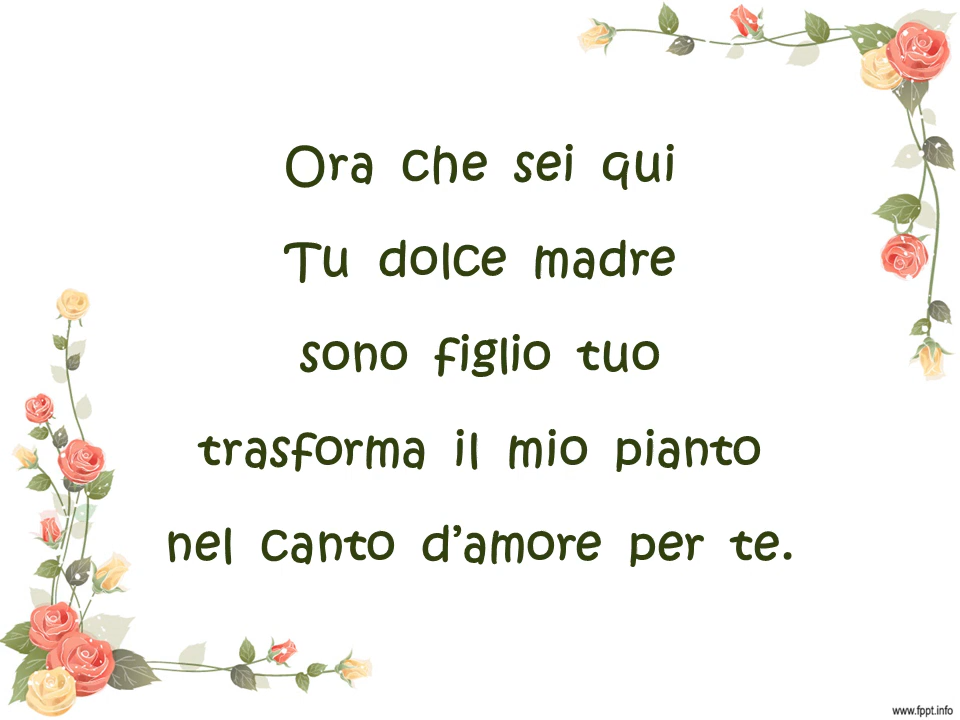 Ora che sei qui
Tu dolce madre
sono figlio tuo
trasforma il mio pianto
nel canto d’amore per te.
www.fppt.info